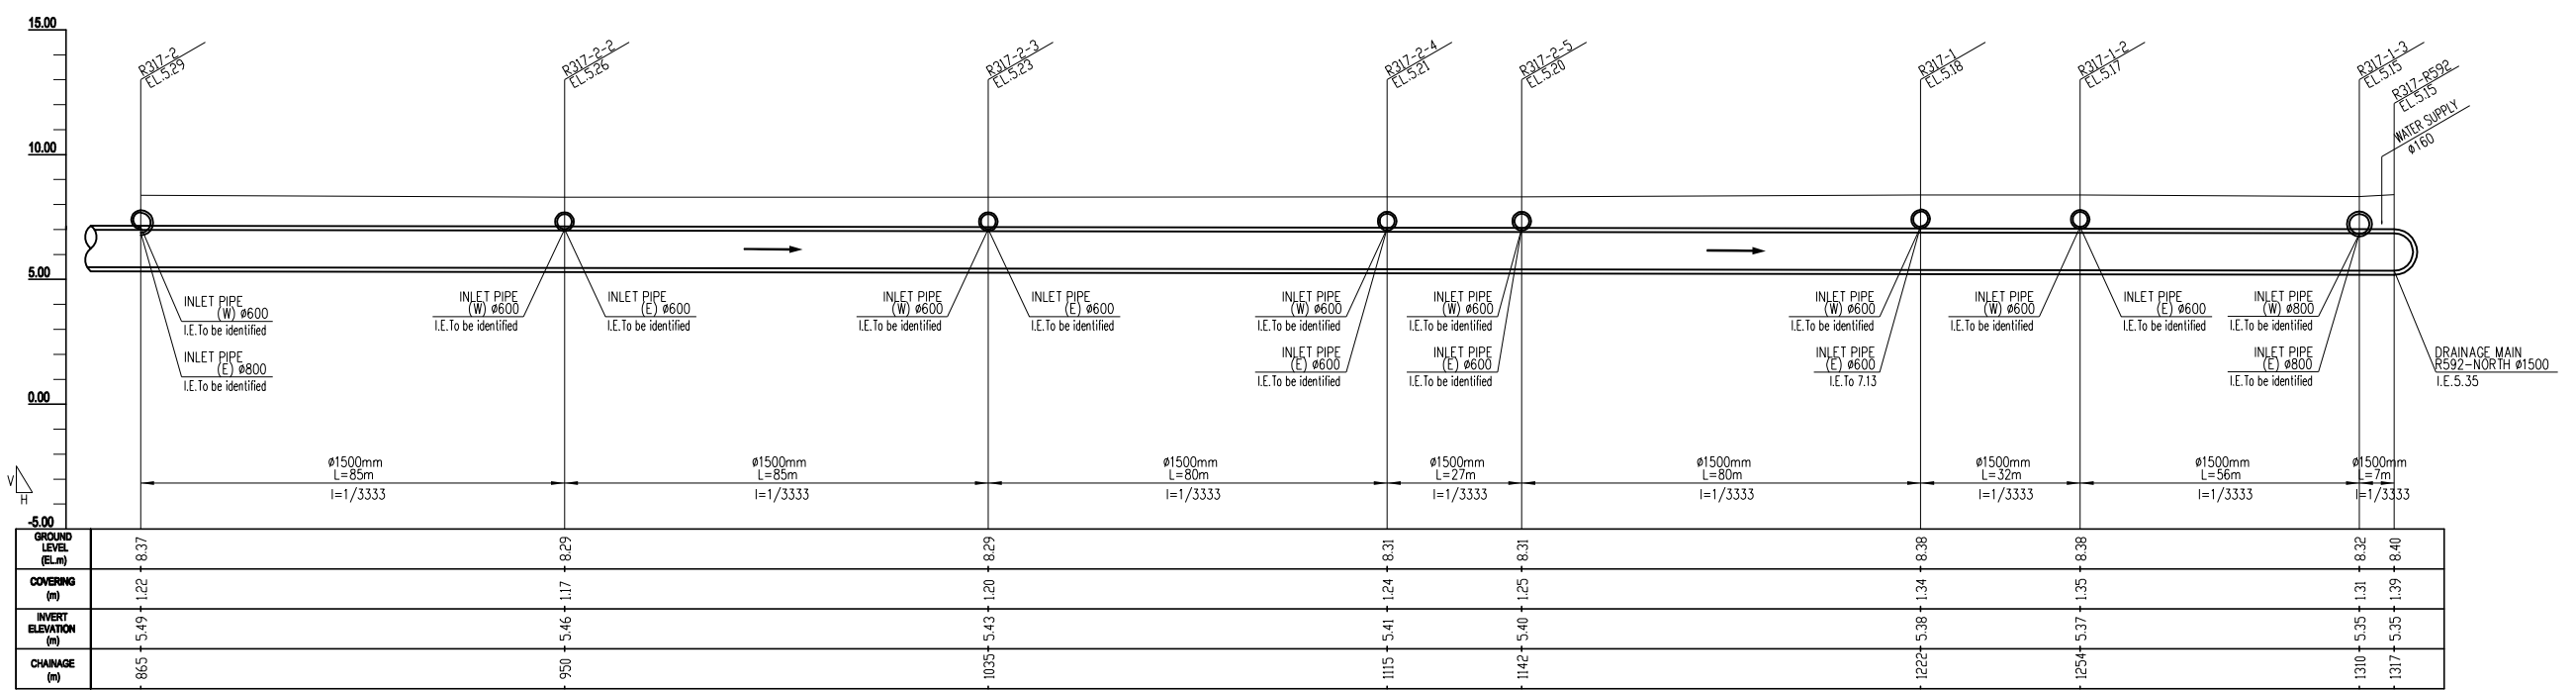 15.00
10.00
5.00
0.00
-5.00
V
H
R317-2
EL.5.29
R317-2-2
EL.5.26
R317-2-3
EL.5.23
R317-2-4
EL.5.21
R317-2-5
EL.5.20
R317-1
EL.5.18
R317-1-2
EL.5.17
R317-1-3
EL.5.15
R317-R592
EL.5.15
WATER SUPPLY
ø160
INLET PIPE
(W) ø600
I.E.To be identified
INLET PIPE
(E) ø800
I.E.To be identified
INLET PIPE
(W) ø600
I.E.To be identified
INLET PIPE
(E) ø600
I.E.To be identified
INLET PIPE
(W) ø600
I.E.To be identified
INLET PIPE
(E) ø600
I.E.To be identified
INLET PIPE
(W) ø600
I.E.To be identified
INLET PIPE
(E) ø600
I.E.To be identified
INLET PIPE
(W) ø600
I.E.To be identified
INLET PIPE
(E) ø600
I.E.To be identified
INLET PIPE
(W) ø600
I.E.To be identified
INLET PIPE
(E) ø600
I.E.To 7.13
INLET PIPE
(W) ø600
I.E.To be identified
INLET PIPE
(E) ø600
I.E.To be identified
INLET PIPE
(W) ø800
I.E.To be identified
INLET PIPE
(E) ø800
I.E.To be identified
DRAINAGE MAIN
R592-NORTH ø1500
I.E.5.35
ø1500mm
L=85m
I=1/3333
ø1500mm
L=85m
I=1/3333
ø1500mm
L=80m
I=1/3333
ø1500mm
L=27m
I=1/3333
ø1500mm
L=80m
I=1/3333
ø1500mm
L=32m
I=1/3333
ø1500mm
L=56m
I=1/3333
ø1500mm
L=7m
I=1/3333
GROUND
LEVEL
(EL.m)
8.37 8.29 8.29 8.31 8.31 8.38 8.38 8.32 8.40
COVERING
(m)
1.22 1.17 1.20 1.24 1.25 1.34 1.35 1.31 1.39
INVERT
ELEVATION
(m)
5.49 5.46 5.43 5.41 5.40 5.38 5.37 5.35 5.35
CHAINAGE
(m)
865 950 1035 1115 1142 1222 1254 1310 1317